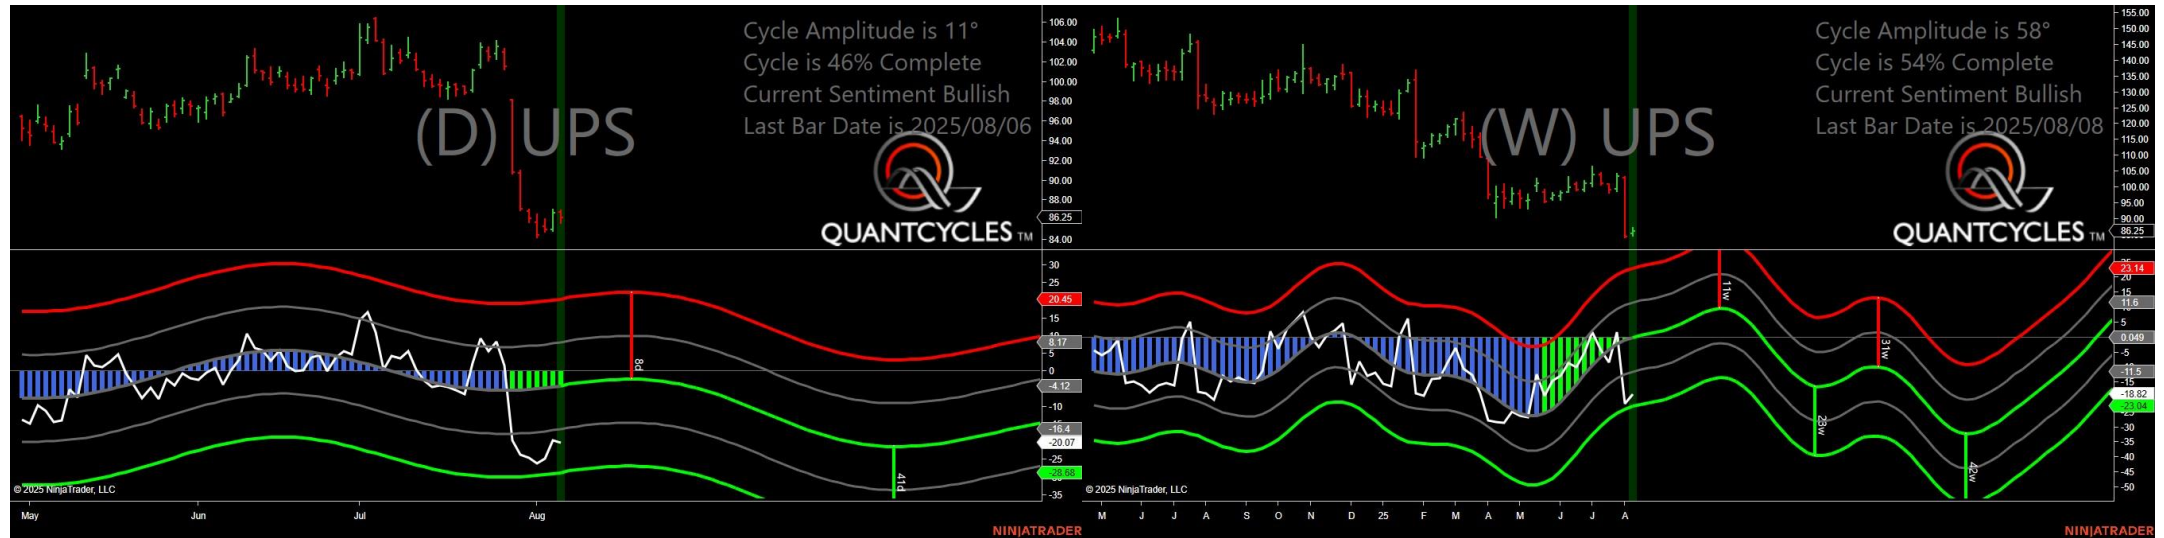 Cycle Amplitude is 11°
Cycle is 46% Complete
Current Sentiment Bullish
Last Bar Date is 2025/08/06
(D) UPS
QUANTCYCLES TM
106.00
104.00
102.00
100.00
98.00
96.00
94.00
92.00
90.00
88.00
86.25
84.00
30
25
20.45
15
8.17
5
0
-4.12
-10
-16.4
-20.07
-25
-28.68
-35
8d
41d
© 2025 NinjaTrader, LLC
May Jun Jul Aug
NINJATRADER
Cycle Amplitude is 58°
Cycle is 54% Complete
Current Sentiment Bullish
Last Bar Date is 2025/08/08
(W) UPS
QUANTCYCLES TM
155.00
150.00
145.00
140.00
135.00
130.00
125.00
120.00
115.00
110.00
105.00
100.00
95.00
90.00
86.25
23.14
20
15
11.6
5
0.049
-5
-11.5
-15
-18.82
-23.04
-30
-35
-40
-45
-50
11w
23w
31w
42w
© 2025 NinjaTrader, LLC
M J J A S O N D 25 F M A M J J A
NINJATRADER